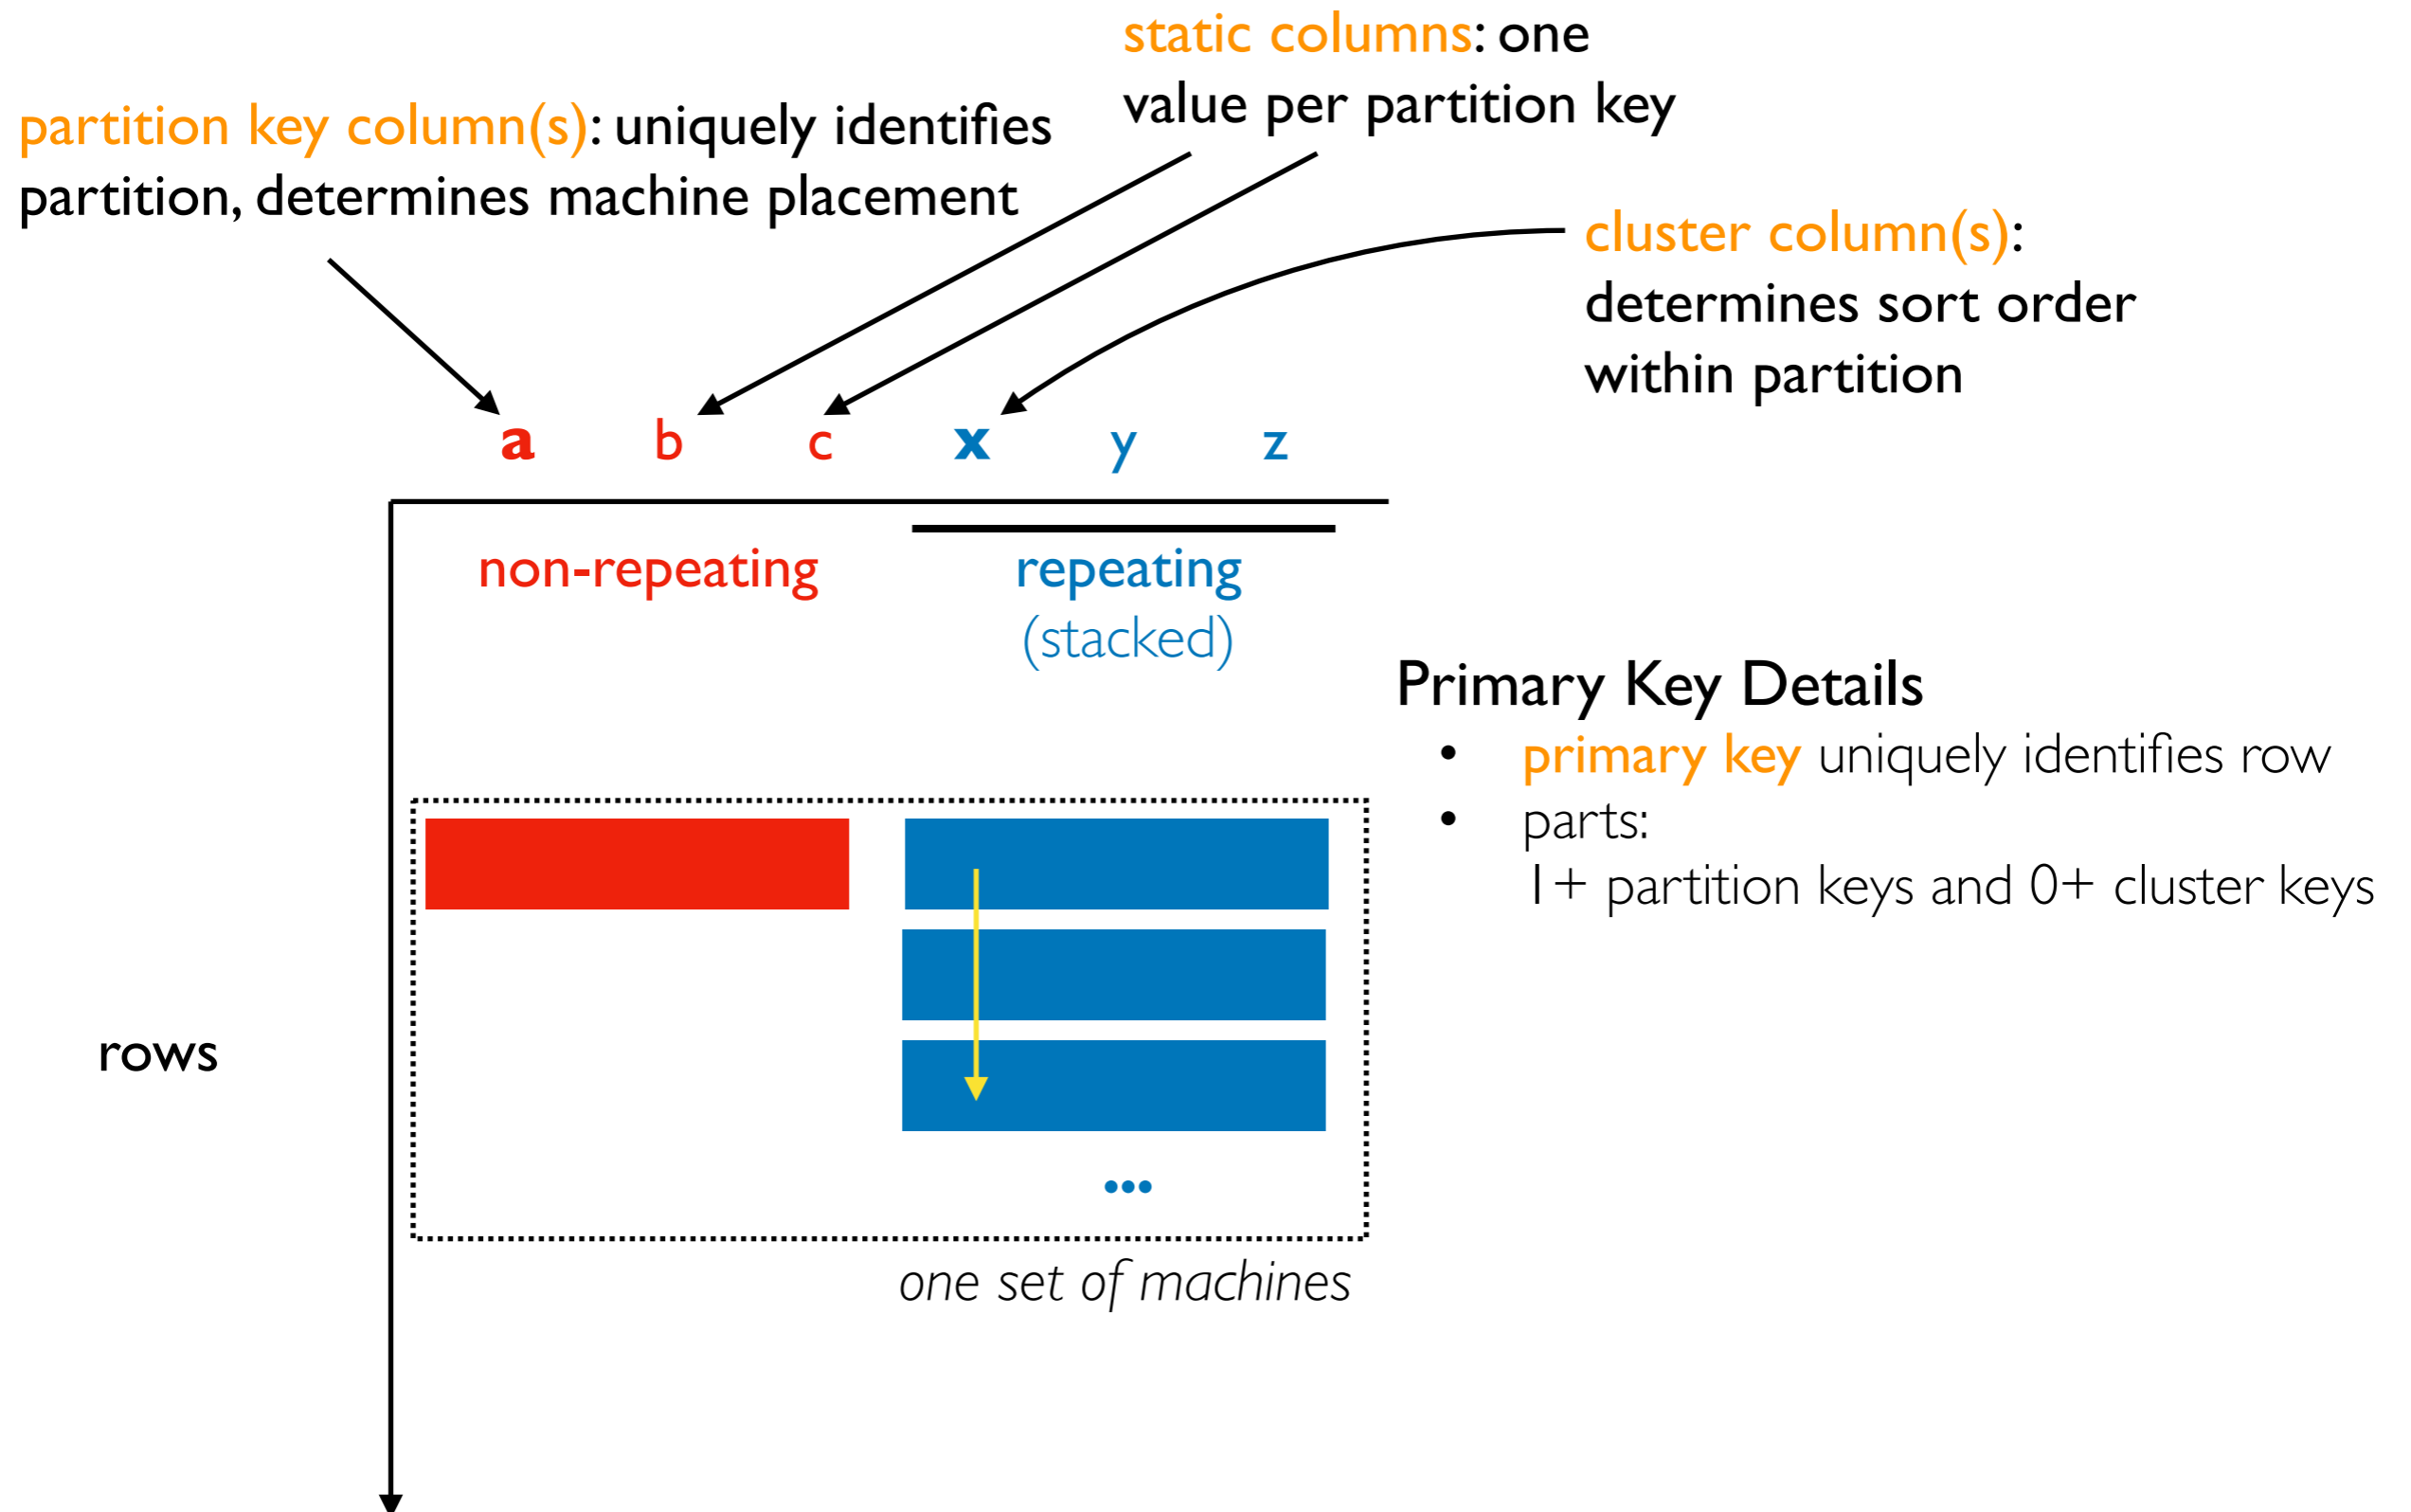 static columns: one
value per partition key
partition key column(s): uniquely identifies
partition, determines machine placement
cluster column(s):
determines sort order
within partition
a b c x y z
non-repeating repeating
(stacked)
Primary Key Details
• primary key uniquely identifies row
• parts:
1+ partition keys and 0+ cluster keys
rows
...
one set of machines